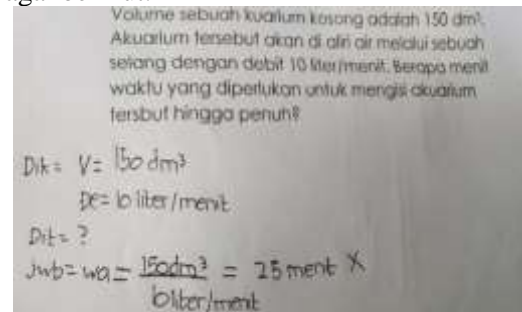 Volume sebuah kuarium kosong adalah 150 dm³.
Akuarium tersebut akan di aliri air melalui sebuah
selang dengan debit 10 liter/menit. Berapa menit
waktu yang diperlukan untuk mengisi akuarium
tersbut hingga penuh?
Dik = V = 150 dm³
De = 10 liter/menit
Dit = ?
Jwb = wa = 150dm³ / 10liter/menit = 25 menit X